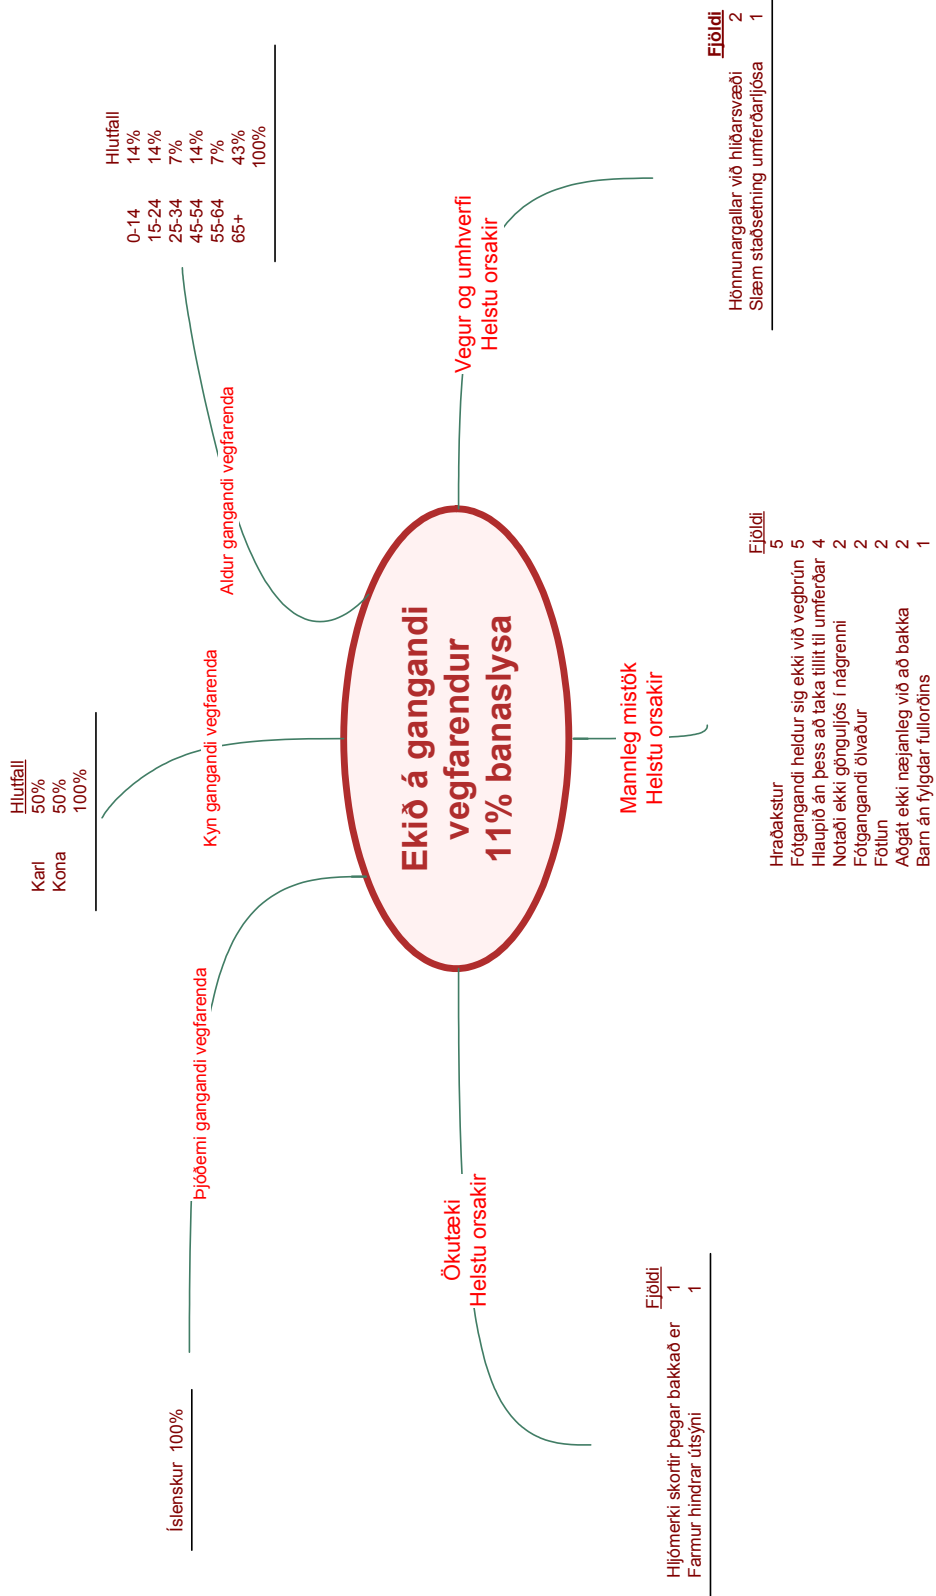 Íslenskur 100%
Þjóðerni gangandi vegfarenda
Hlutfall
Karl 50%
Kona 50%
100%
Kyn gangandi vegfarenda
Hlutfall
0-14 14%
15-24 14%
25-34 7%
45-54 14%
55-64 7%
65+ 43%
100%
Aldur gangandi vegfarenda
Ekið á gangandi
vegfarendur
11% banaslysa
Ökutæki
Helstu orsakir
Fjöldi
Hljómerki skortir þegar bakkað er 1
Farmur hindrar útsýni 1
Mannleg mistök
Helstu orsakir
Fjöldi
Hraðakstur 5
Fótgangandi heldur sig ekki við vegbrún 5
Hlaupið án þess að taka tillit til umferðar 4
Notaði ekki gönguljós í nágrenni 2
Fótgangandi ölvaður 2
Fötlun 2
Aðgát ekki næjanleg við að bakka 2
Barn án fylgdar fullorðins 1
Vegur og umhverfi
Helstu orsakir
Fjöldi
Hönnunargallar við hliðarsvæði 2
Slæm staðsetning umferðarljósa 1